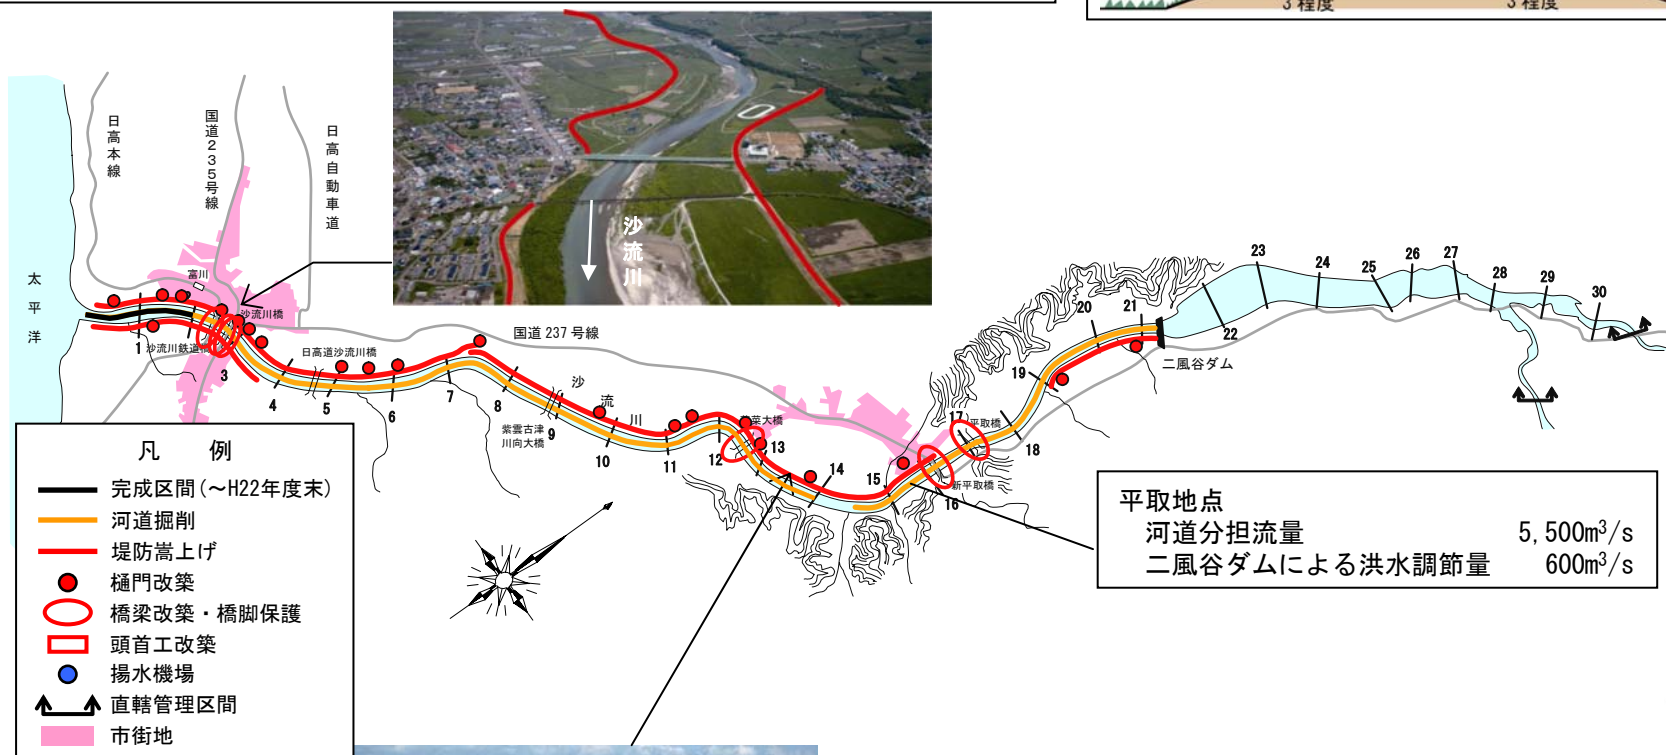 3 程度
3 程度
日高本線
国道235号線
日高自動車道
太平洋
富川
沙流川橋
沙流川鉄道橋
日高道沙流川橋
国道 237 号線
沙流川
沙流川
紫雲古津
川向大橋
葉大橋
平取橋
新平取橋
二風谷ダム
1
3
4
5
6
7
8
9
10
11
12
13
14
15
16
17
18
19
20
21
22
23
24
25
26
27
28
29
30
平取地点
河道分担流量 5,500m³/s
二風谷ダムによる洪水調節量 600m³/s
凡 例
完成区間(～H22年度末)
河道掘削
堤防嵩上げ
樋門改築
橋梁改築・橋脚保護
頭首工改築
揚水機場
直轄管理区間
市街地